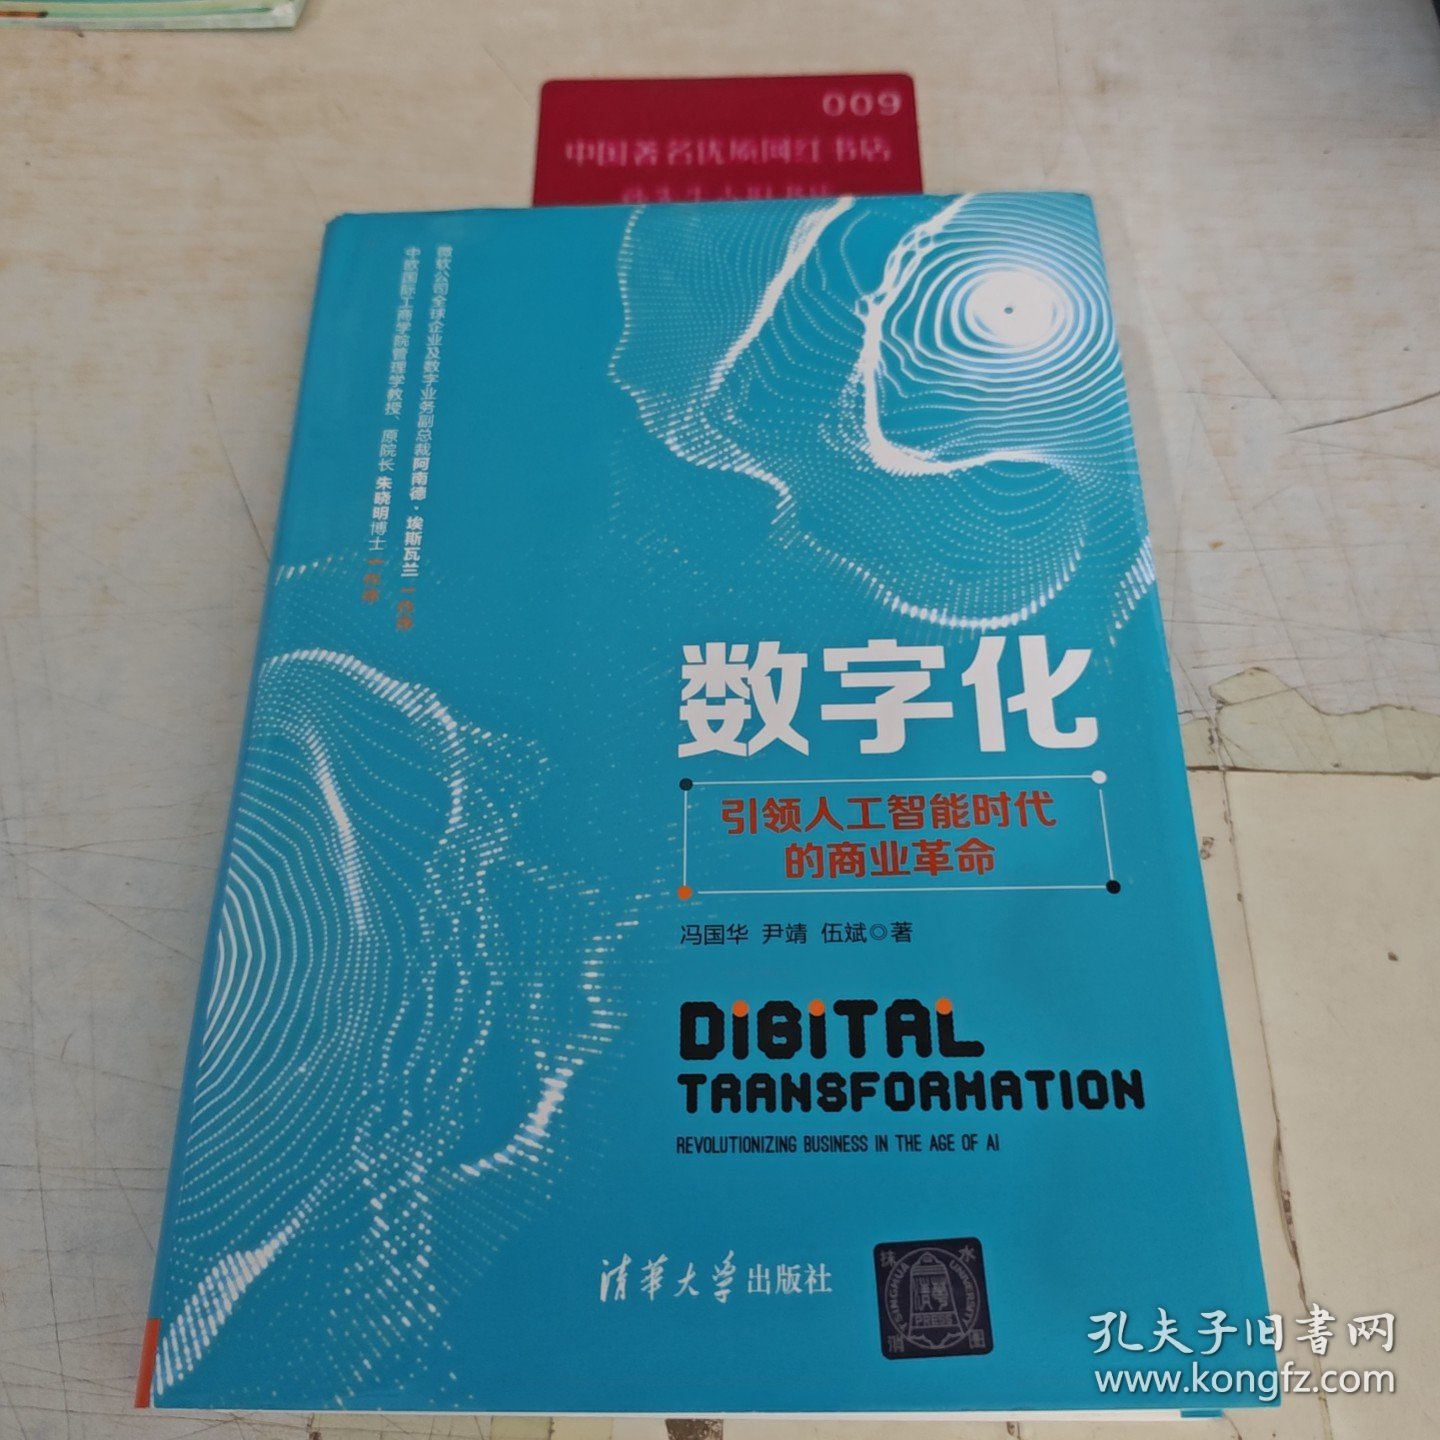 009
中国著名优质网红书店
微软公司全球企业及数字业务副总裁阿南德·埃斯瓦兰 — 作序
中欧国际工商学院管理学教授、原院长 朱晓明博士 — 作序
数字化
引领人工智能时代
的商业革命
冯国华 尹靖 伍斌◎著
DiGiTAL
TRANSFORMATION
REVOLUTIONIZING BUSINESS IN THE AGE OF AI
清华大学出版社
TSINGHUA UNIVERSITY
清華
PRESS
孔夫子旧书网
www.kongfz.com